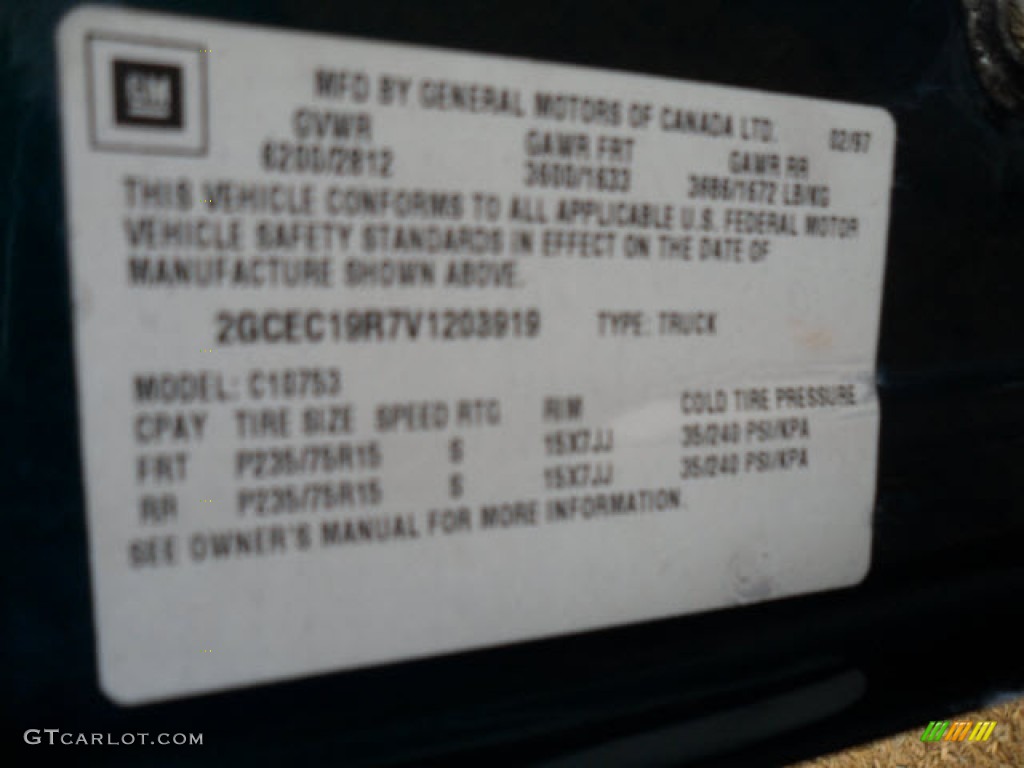 GM
MFD BY GENERAL MOTORS OF CANADA LTD.
02/97
GVWR GAWR FRT GAWR RR
6200/2812 3600/1633 3686/1672 LB/KG
THIS VEHICLE CONFORMS TO ALL APPLICABLE U.S. FEDERAL MOTOR
VEHICLE SAFETY STANDARDS IN EFFECT ON THE DATE OF
MANUFACTURE SHOWN ABOVE.
2GCEC19R7V1203919 TYPE: TRUCK
MODEL: C10753
CPAY TIRE SIZE SPEED RTG RIM COLD TIRE PRESSURE
FRT P235/75R15 S 15X7JJ 35/240 PSI/KPA
RR P235/75R15 S 15X7JJ 35/240 PSI/KPA
SEE OWNER'S MANUAL FOR MORE INFORMATION.
GTCARLOT.COM